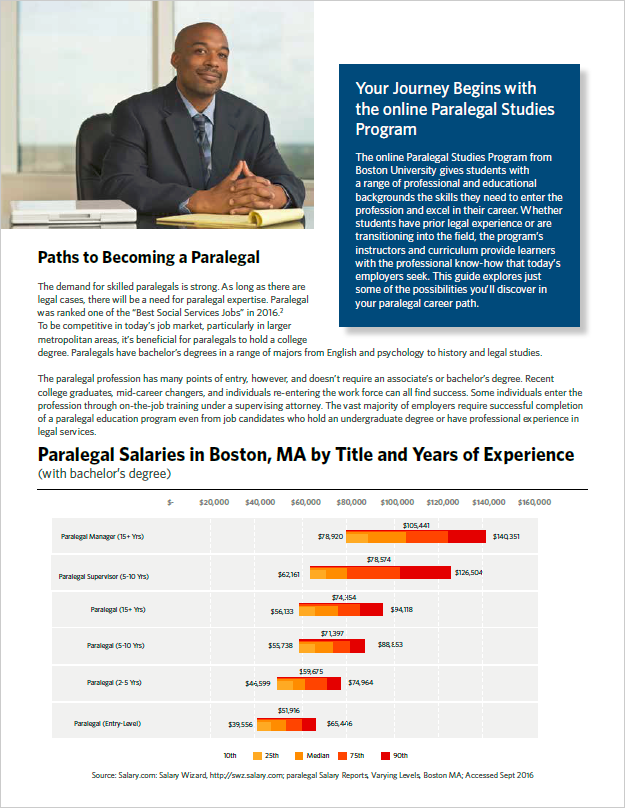 Your Journey Begins with
the online Paralegal Studies
Program
The online Paralegal Studies Program from
Boston University gives students with
a range of professional and educational
backgrounds the skills they need to enter the
profession and excel in their career. Whether
students have prior legal experience or are
transitioning into the field, the program's
instructors and curriculum provide learners
with the professional know-how that today's
employers seek. This guide explores just
some of the possibilities you'll discover in
your paralegal career path.
Paths to Becoming a Paralegal
The demand for skilled paralegals is strong. As long as there are
legal cases, there will be a need for paralegal expertise. Paralegal
was ranked one of the "Best Social Services Jobs" in 2016.²
To be competitive in today's job market, particularly in larger
metropolitan areas, it's beneficial for paralegals to hold a college
degree. Paralegals have bachelor's degrees in a range of majors from English and psychology to history and legal studies.
The paralegal profession has many points of entry, however, and doesn't require an associate's or bachelor's degree. Recent
college graduates, mid-career changers, and individuals re-entering the work force can all find success. Some individuals enter the
profession through on-the-job training under a supervising attorney. The vast majority of employers require successful completion
of a paralegal education program even from job candidates who hold an undergraduate degree or have professional experience in
legal services.
Paralegal Salaries in Boston, MA by Title and Years of Experience
(with bachelor's degree)
$- $20,000 $40,000 $60,000 $80,000 $100,000 $120,000 $140,000 $160,000
$105,441
Paralegal Manager (15+ Yrs) $78,920 $140,351
$78,574
Paralegal Supervisor (5-10 Yrs) $62,161 $126,504
Paralegal (15+ Yrs) $56,133 $94,118
$71,397
Paralegal (5-10 Yrs) $55,738
$59,675
Paralegal (2-5 Yrs) $74,964
$51,916
Paralegal (Entry-Level) $39,556
10th 25th Median 75th 90th
Source: Salary.com: Salary Wizard, http://swz.salary.com; paralegal Salary Reports, Varying Levels, Boston MA; Accessed Sept 2016